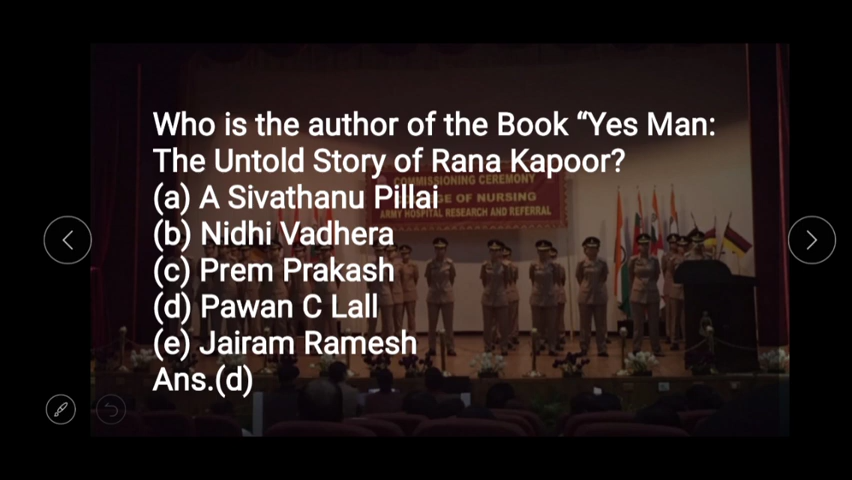 Who is the author of the Book “Yes Man:
The Untold Story of Rana Kapoor?
(a) A Sivathanu Pillai
(b) Nidhi Vadhera
(c) Prem Prakash
(d) Pawan C Lall
(e) Jairam Ramesh
Ans.(d)
COMMISSIONING CEREMONY
GE OF NURSING
ARMY HOSPITAL RESEARCH AND REFERRAL